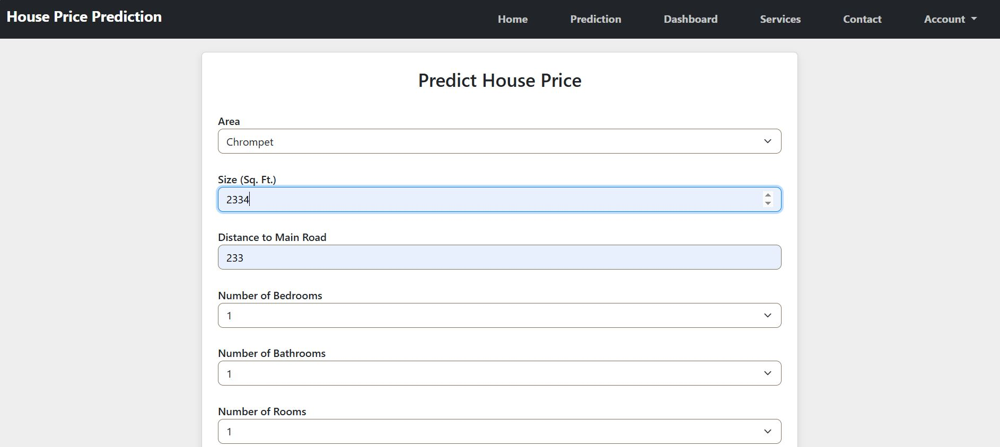 House Price Prediction
Home Prediction Dashboard Services Contact Account
Predict House Price
Area
Chrompet
Size (Sq. Ft.)
2334
Distance to Main Road
233
Number of Bedrooms
1
Number of Bathrooms
1
Number of Rooms
1